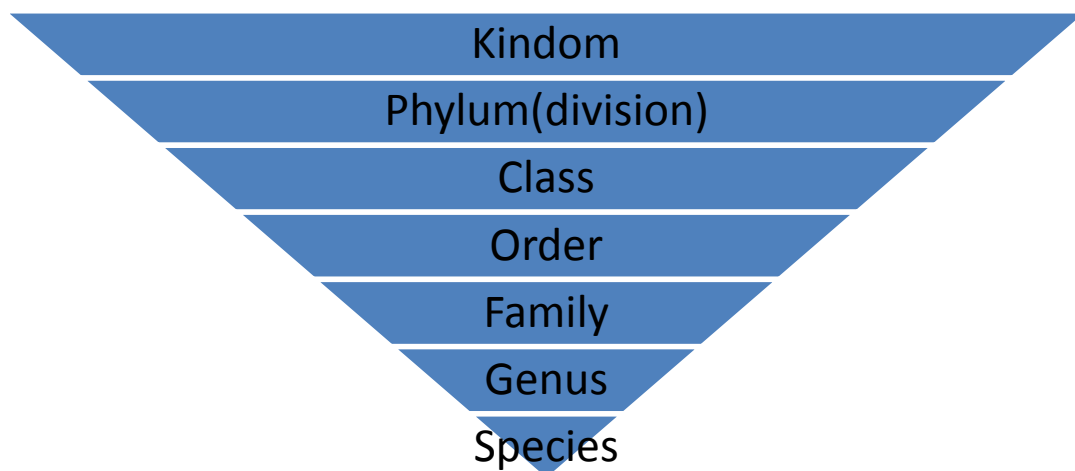 Kindom
Phylum(division)
Class
Order
Family
Genus
Species